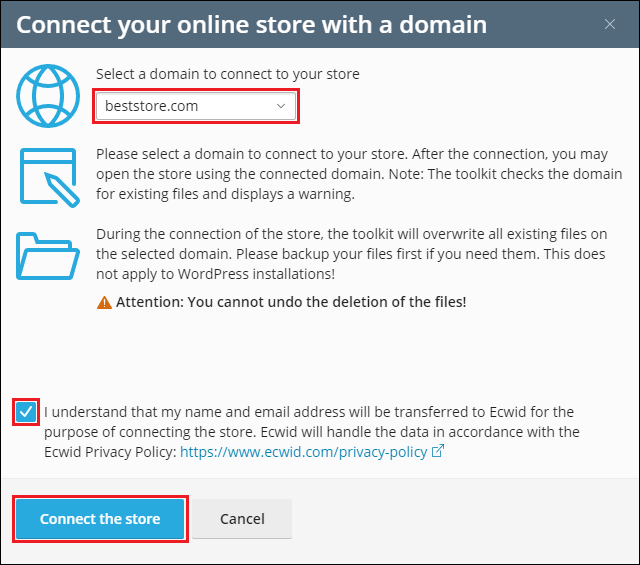 Connect your online store with a domain
Select a domain to connect to your store
beststore.com
Please select a domain to connect to your store. After the connection, you may
open the store using the connected domain. Note: The toolkit checks the domain
for existing files and displays a warning.
During the connection of the store, the toolkit will overwrite all existing files on
the selected domain. Please backup your files first if you need them. This does
not apply to WordPress installations!
Attention: You cannot undo the deletion of the files!
I understand that my name and email address will be transferred to Ecwid for the
purpose of connecting the store. Ecwid will handle the data in accordance with the
Ecwid Privacy Policy: https://www.ecwid.com/privacy-policy
Connect the store
Cancel